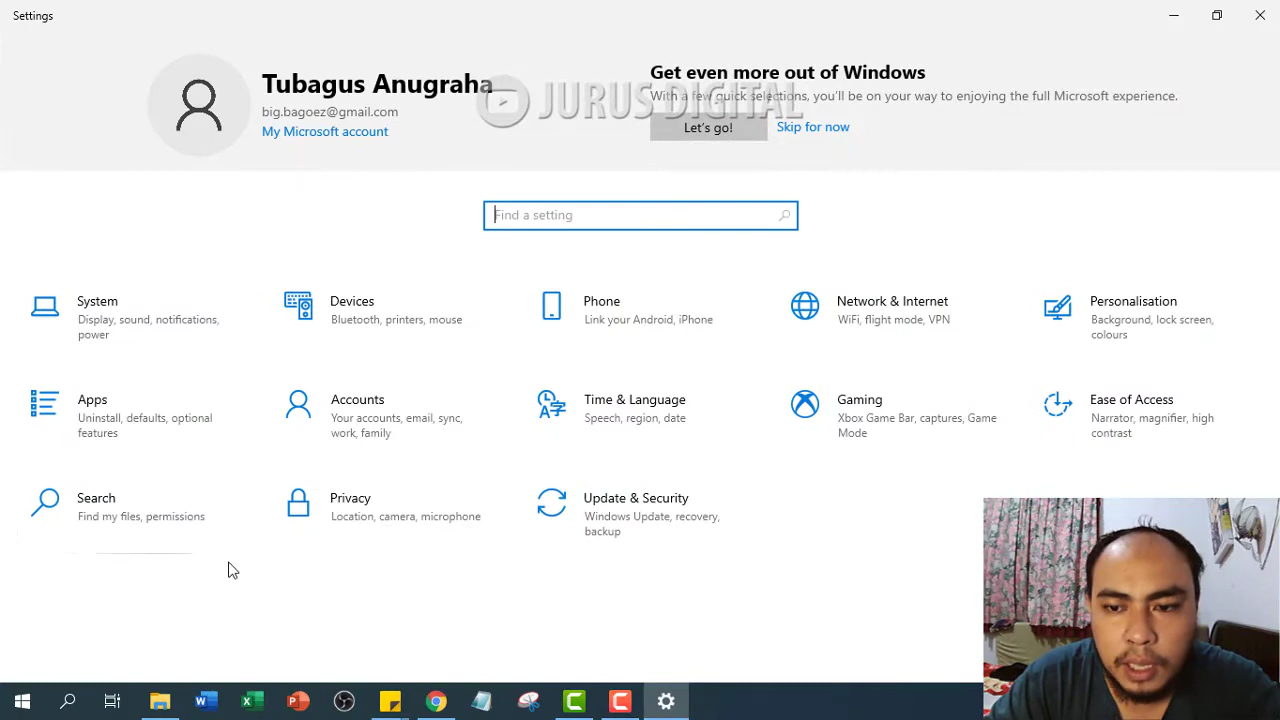 Settings
Tubagus Anugraha
big.bagoez@gmail.com
My Microsoft account
JURUS DIGITAL
Get even more out of Windows
With a few quick selections, you'll be on your way to enjoying the full Microsoft experience.
Let's go!
Skip for now
Find a setting
System
Display, sound, notifications,
power
Devices
Bluetooth, printers, mouse
Phone
Link your Android, iPhone
Network & Internet
WiFi, flight mode, VPN
Personalisation
Background, lock screen,
colours
Apps
Uninstall, defaults, optional
features
Accounts
Your accounts, email, sync,
work, family
Time & Language
Speech, region, date
Gaming
Xbox Game Bar, captures, Game
Mode
Ease of Access
Narrator, magnifier, high
contrast
Search
Find my files, permissions
Privacy
Location, camera, microphone
Update & Security
Windows Update, recovery,
backup